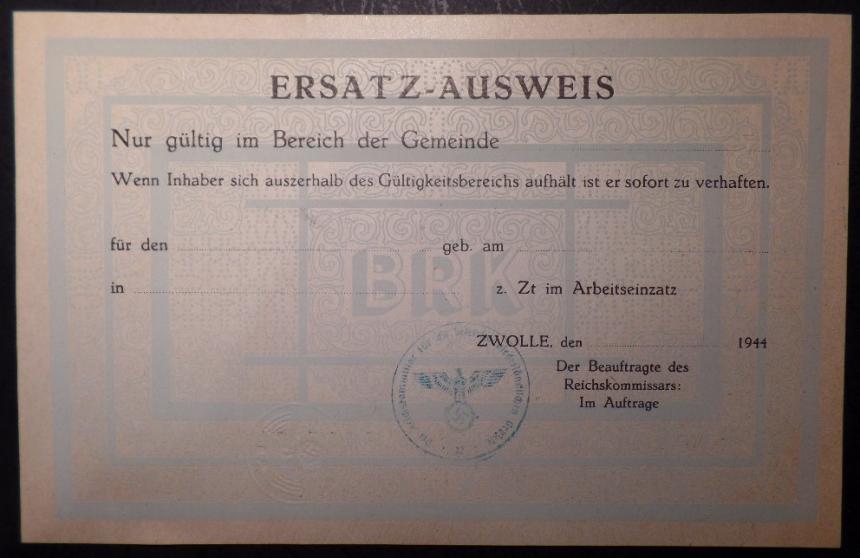 ERSATZ-AUSWEIS
Nur gültig im Bereich der Gemeinde
Wenn Inhaber sich auszerhalb des Gültigkeitsbereichs aufhält ist er sofort zu verhaften.
für den geb. am
BRK
in z. Zt im Arbeitseinzatz
ZWOLLE, den 1944
Der Beauftragte des
Reichskommissars:
Im Auftrage
für die